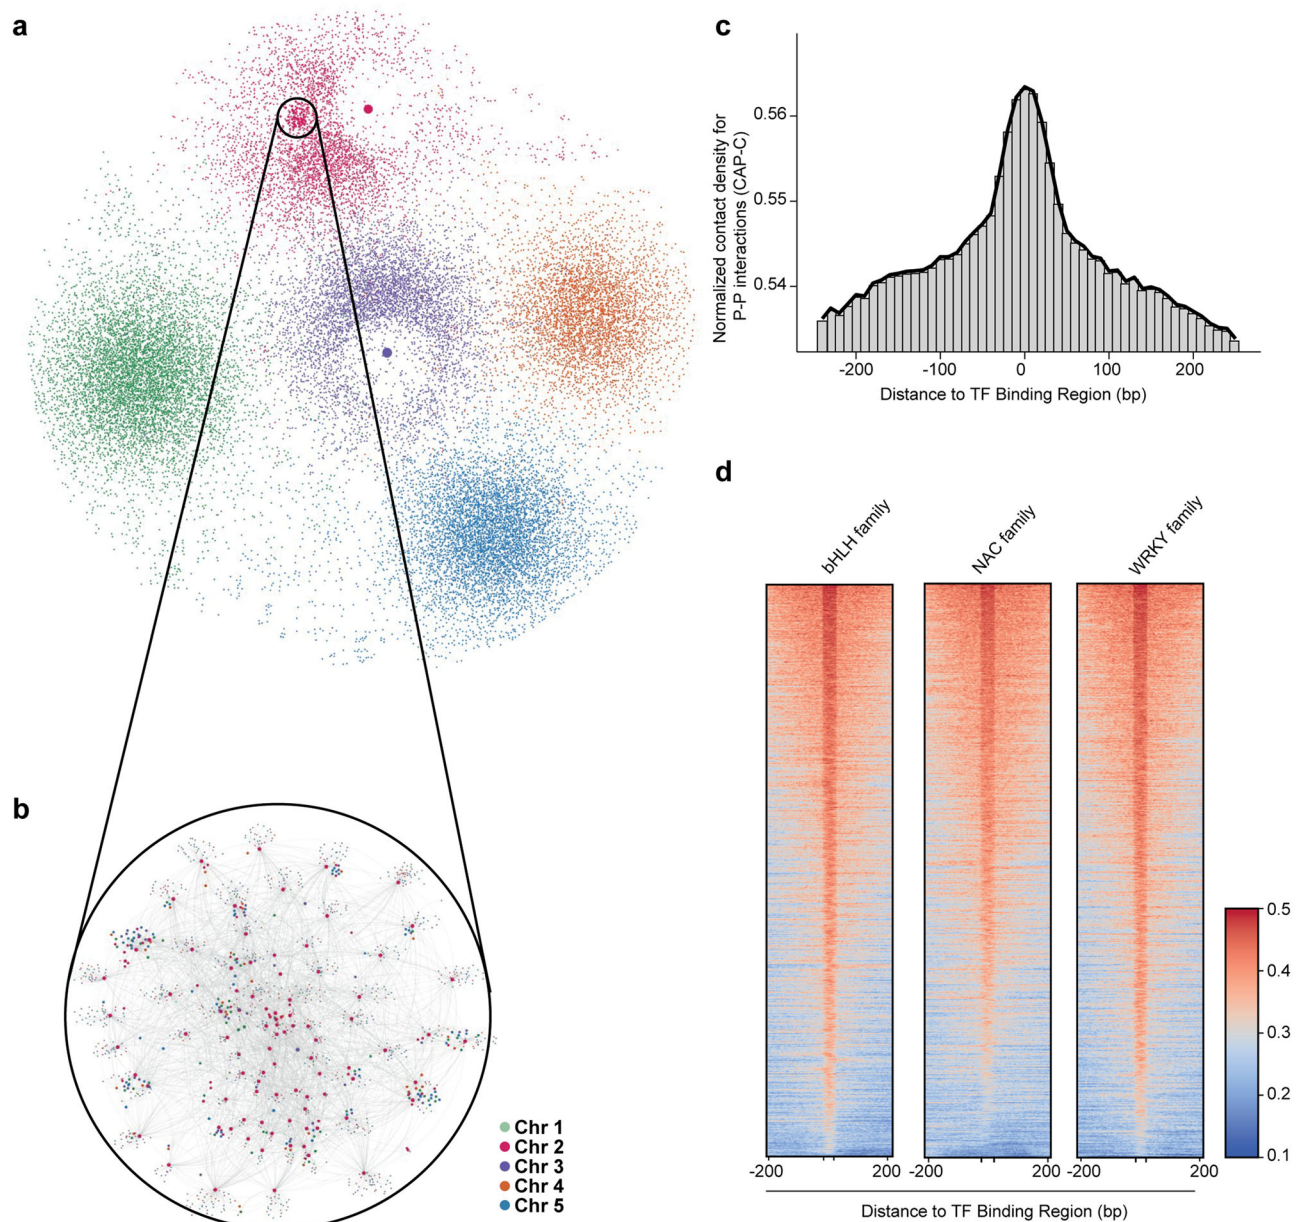 a
b
Chr 1
Chr 2
Chr 3
Chr 4
Chr 5
c
Normalized contact density for
P-P interactions (CAP-C)
0.56
0.55
0.54
-200
-100
0
100
200
Distance to TF Binding Region (bp)
d
bHLH family
NAC family
WRKY family
0.5
0.4
0.3
0.2
0.1
-200
200
-200
200
-200
200
Distance to TF Binding Region (bp)